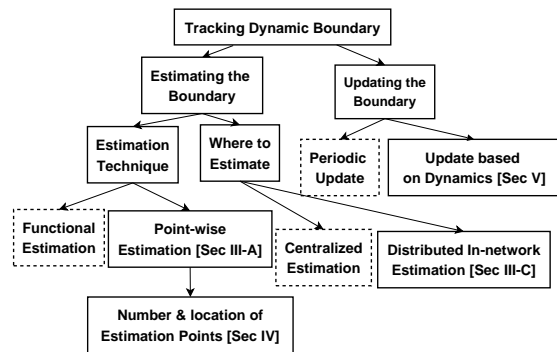 Tracking Dynamic Boundary
Estimating the
Boundary
Updating the
Boundary
Estimation
Technique
Where to
Estimate
Periodic
Update
Update based
on Dynamics [Sec V]
Functional
Estimation
Point-wise
Estimation [Sec III-A]
Centralized
Estimation
Distributed In-network
Estimation [Sec III-C]
Number & location of
Estimation Points [Sec IV]